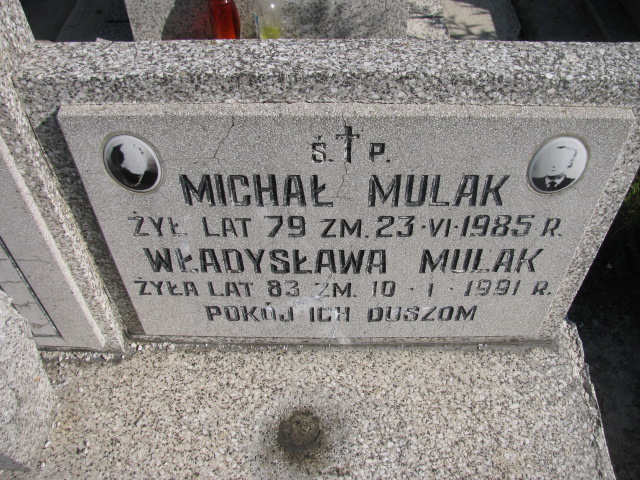 Ś. † P.
MICHAŁ MULAK
ŻYŁ LAT 79 ZM. 23·VI·1985 R.
WŁADYSŁAWA MULAK
ŻYŁA LAT 83 ZM. 10·I·1991 R.
POKÓJ ICH DUSZOM